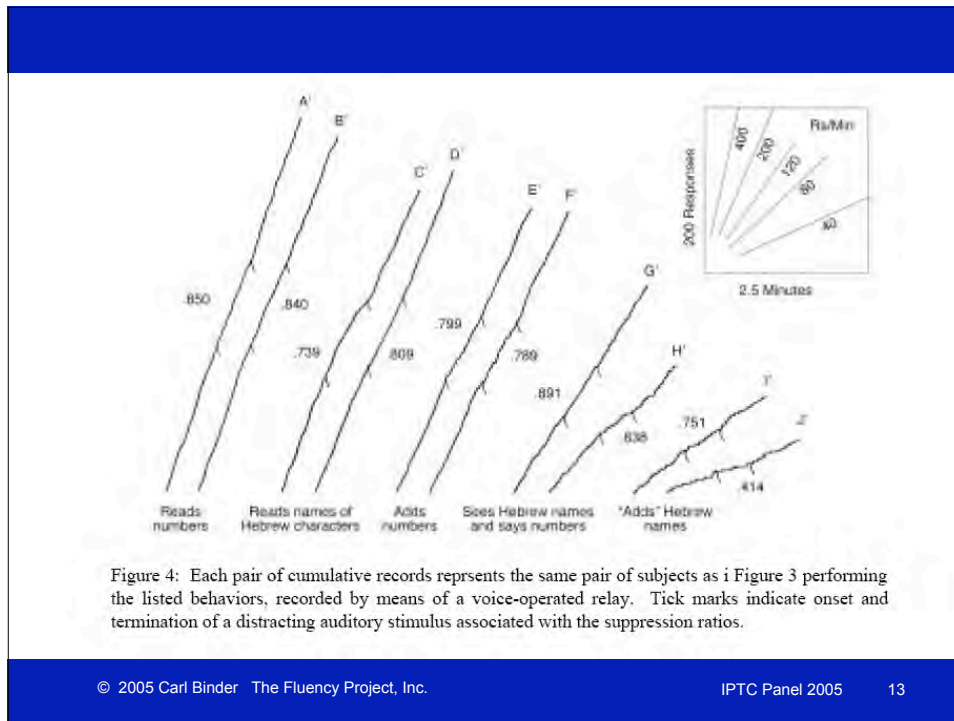 A'
B'
C'
D'
E'
F'
G'
H'
I'
.850
.840
.739
.809
.799
.789
.891
.638
.751
.414
Reads
numbers
Reads names of
Hebrew characters
Adds
numbers
Sees Hebrew names
and says numbers
"Adds" Hebrew
names
Rs/Min
400
200
120
80
40
200 Responses
2.5 Minutes
Figure 4: Each pair of cumulative records reprsents the same pair of subjects as i Figure 3 performing
the listed behaviors, recorded by means of a voice-operated relay. Tick marks indicate onset and
termination of a distracting auditory stimulus associated with the suppression ratios.
© 2005 Carl Binder The Fluency Project, Inc.
IPTC Panel 2005
13